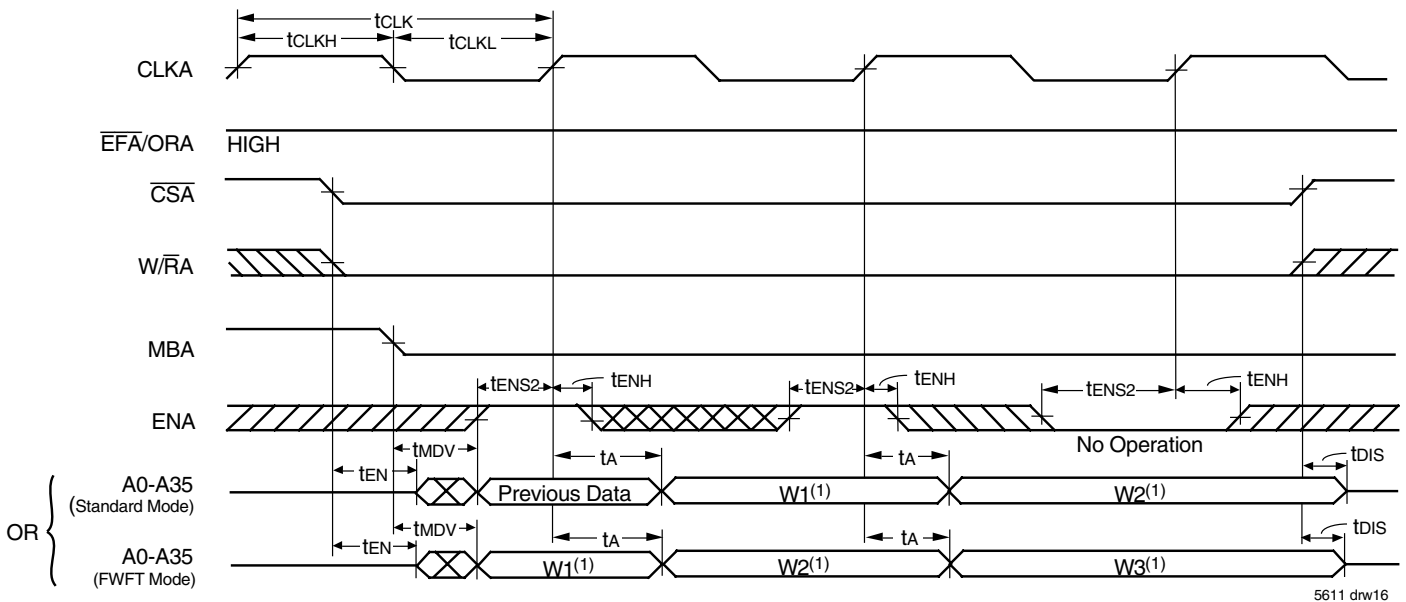 tCLK
tCLKH tCLKL
CLKA
EFA/ORA HIGH
CSA
W/RA
MBA
tENS2 tENH tENS2 tENH tENS2 tENH
ENA
No Operation
tMDV tA tA tDIS
tEN
A0-A35
(Standard Mode)
Previous Data W1(1) W2(1)
OR
tMDV tA tA tDIS
tEN
A0-A35
(FWFT Mode)
W1(1) W2(1) W3(1)
5611 drw16